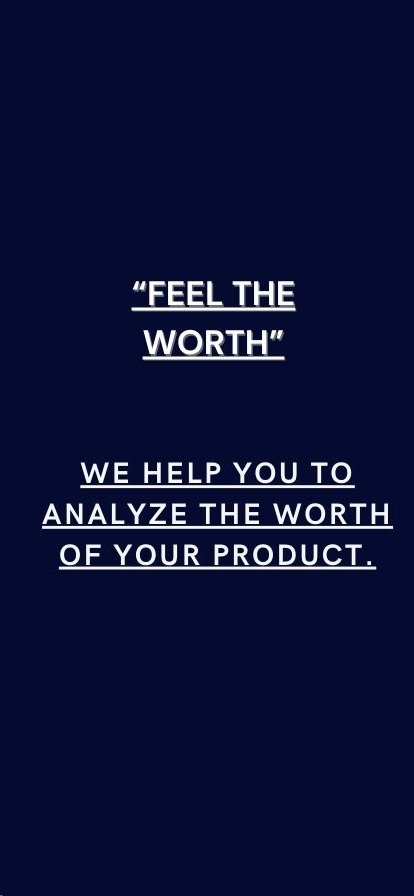 “FEEL THE
WORTH”
WE HELP YOU TO
ANALYZE THE WORTH
OF YOUR PRODUCT.